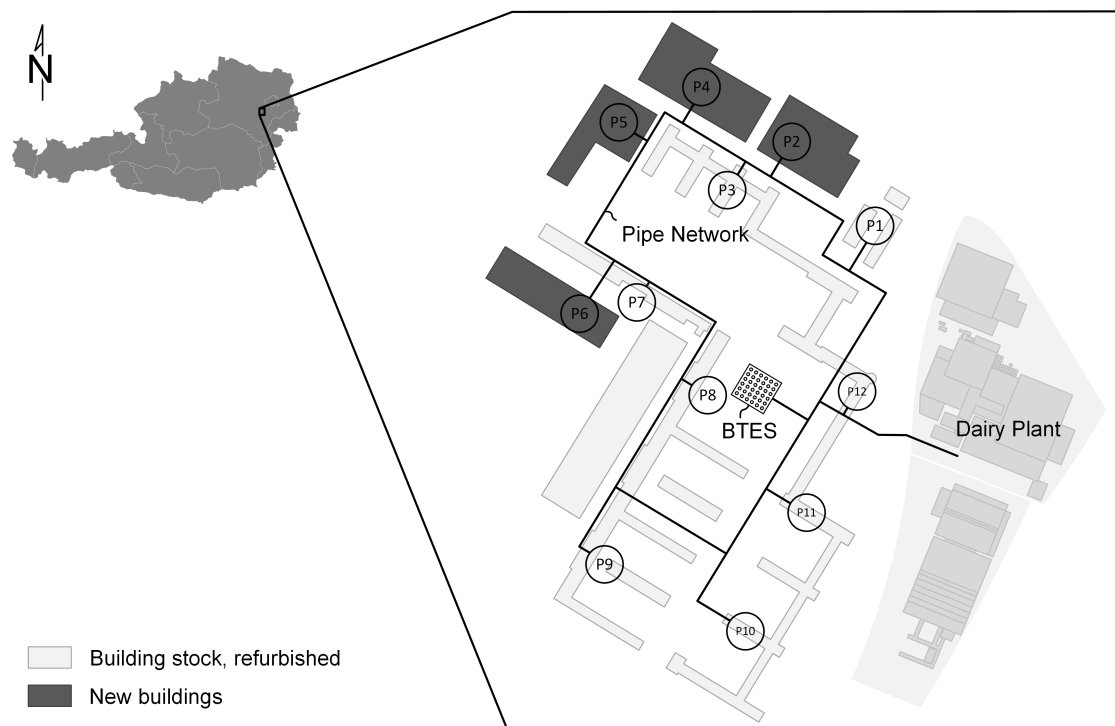 N
P4
P5
P2
P3
P1
Pipe Network
P7
P6
P8
P12
BTES
Dairy Plant
P11
P9
P10
Building stock, refurbished
New buildings